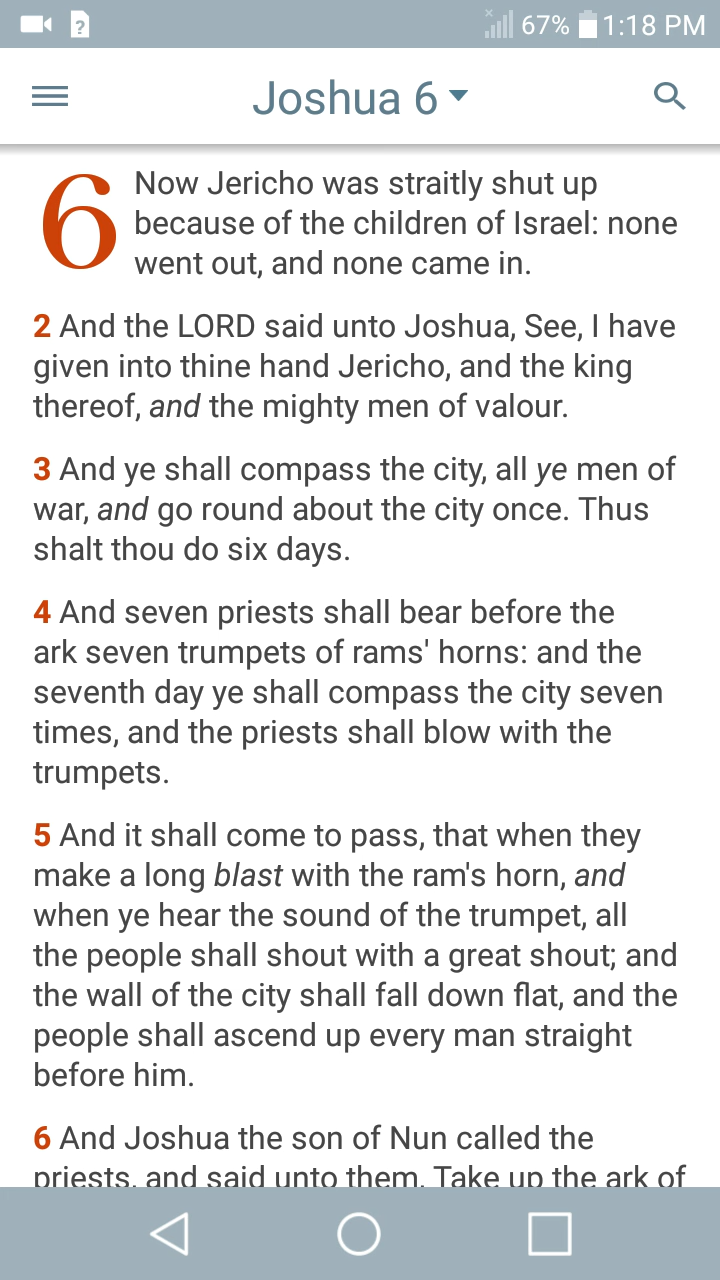 67% 1:18 PM
Joshua 6
6 Now Jericho was straitly shut up
because of the children of Israel: none
went out, and none came in.
2 And the LORD said unto Joshua, See, I have
given into thine hand Jericho, and the king
thereof, and the mighty men of valour.
3 And ye shall compass the city, all ye men of
war, and go round about the city once. Thus
shalt thou do six days.
4 And seven priests shall bear before the
ark seven trumpets of rams' horns: and the
seventh day ye shall compass the city seven
times, and the priests shall blow with the
trumpets.
5 And it shall come to pass, that when they
make a long blast with the ram's horn, and
when ye hear the sound of the trumpet, all
the people shall shout with a great shout; and
the wall of the city shall fall down flat, and the
people shall ascend up every man straight
before him.
6 And Joshua the son of Nun called the
priests, and said unto them, Take up the ark of